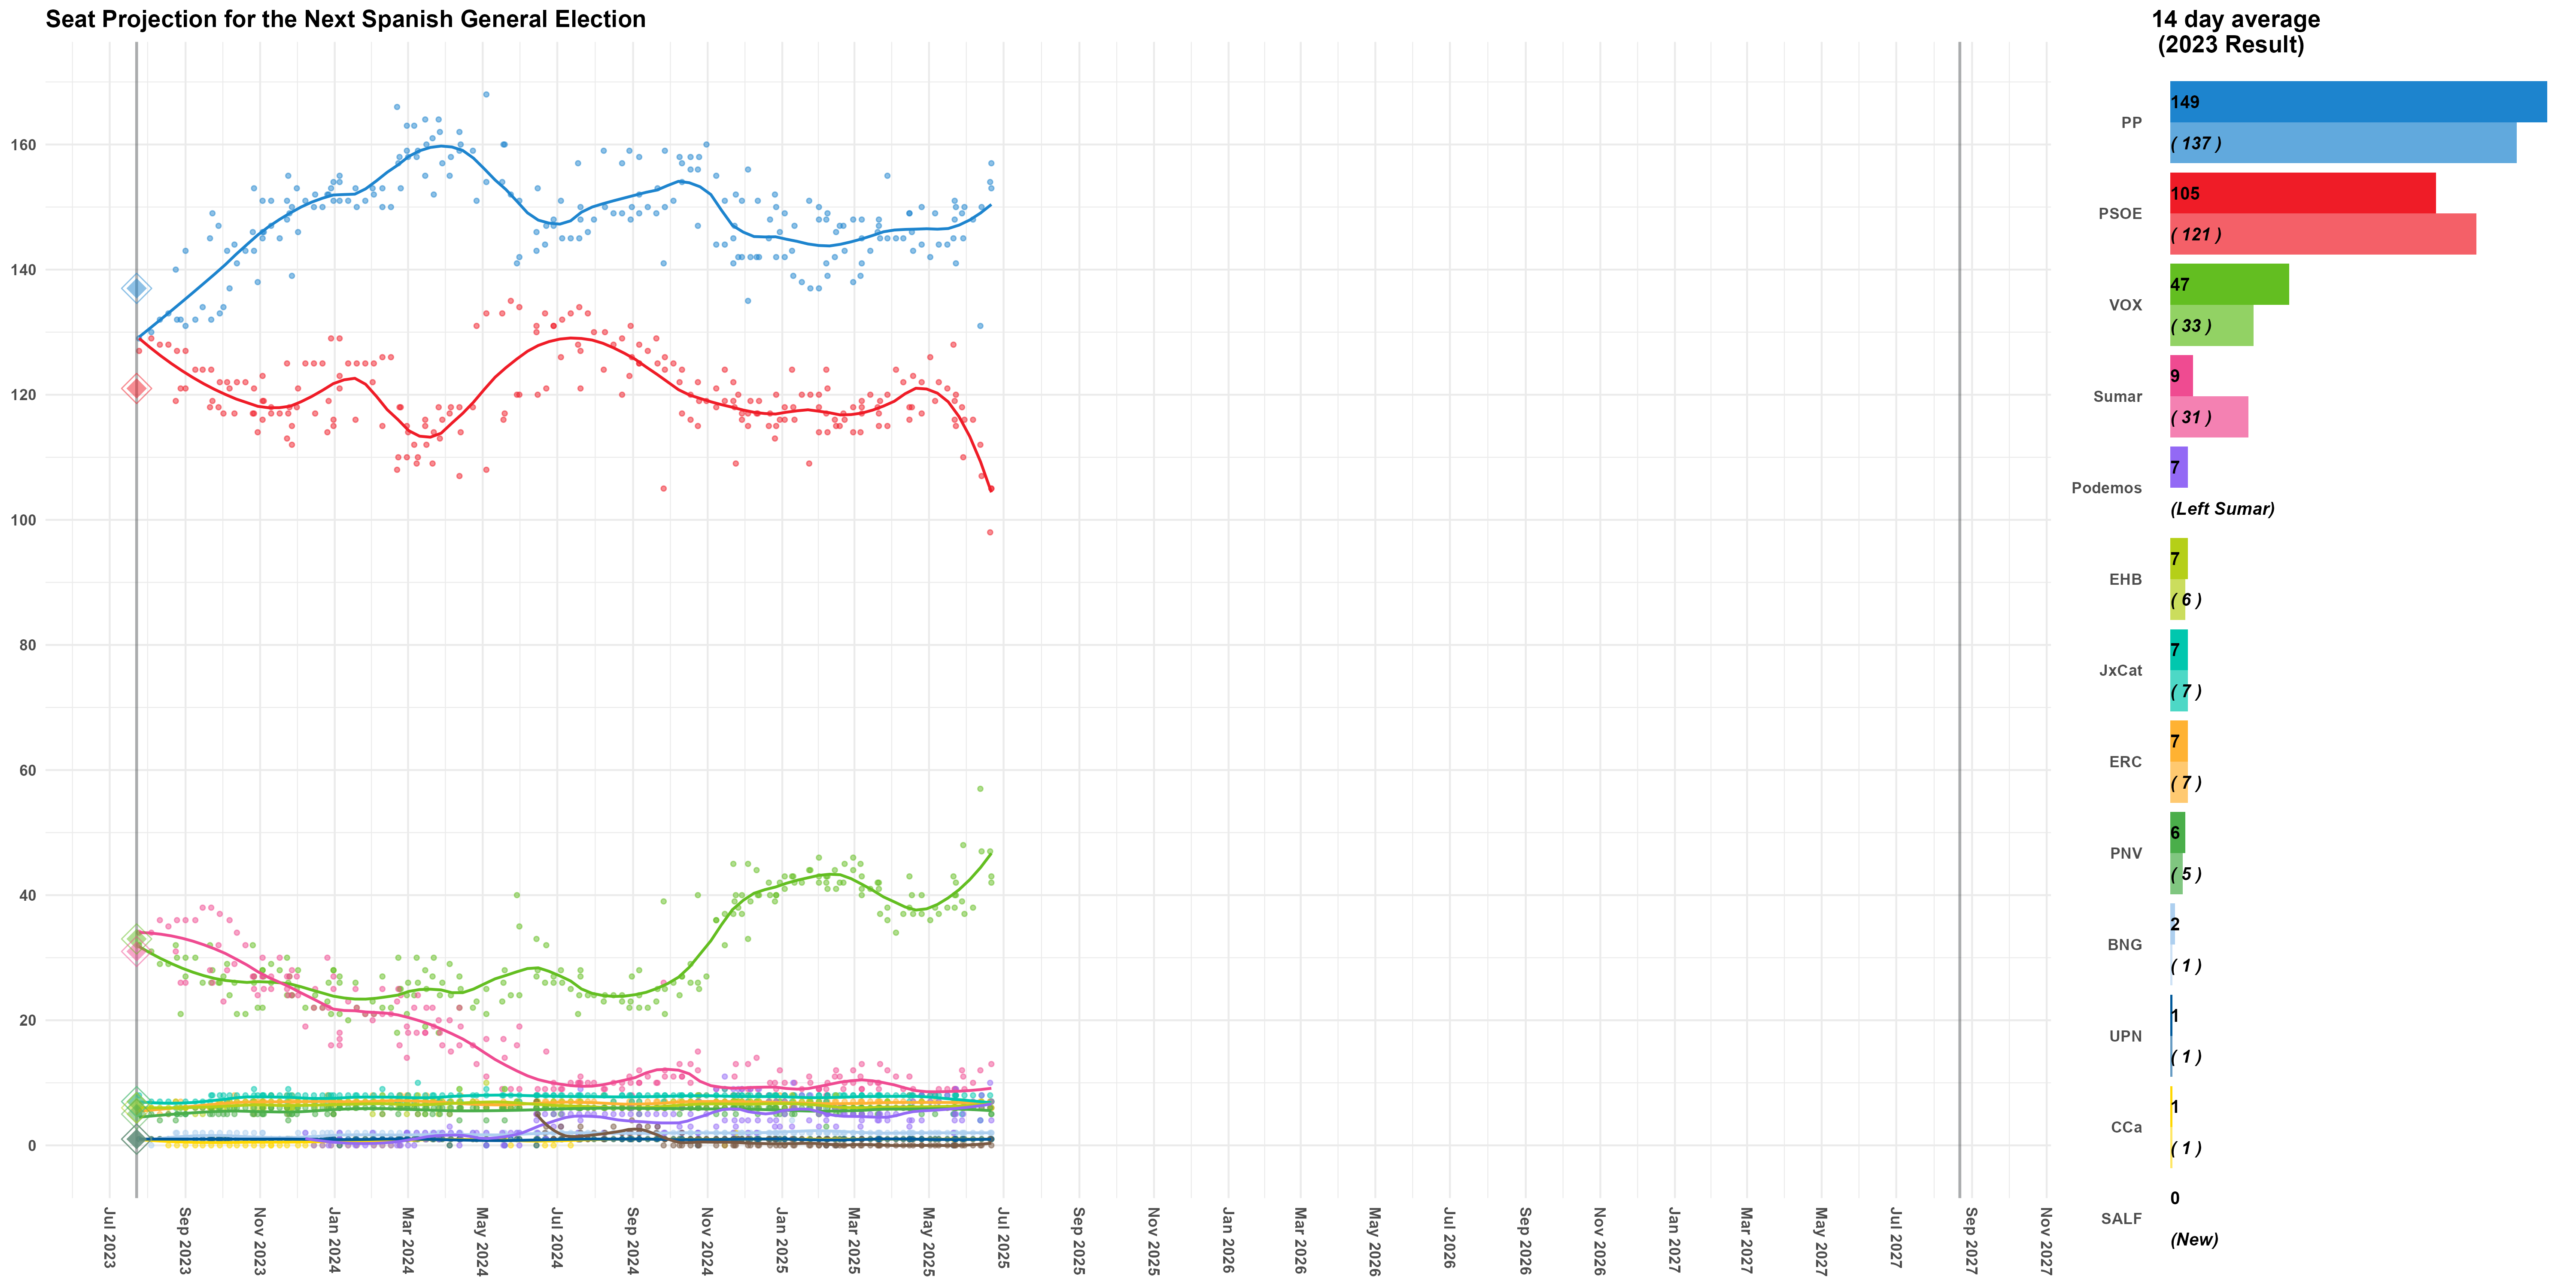 Seat Projection for the Next Spanish General Election
14 day average
(2023 Result)
160
140
120
100
80
60
40
20
0
Jul 2023
Sep 2023
Nov 2023
Jan 2024
Mar 2024
May 2024
Jul 2024
Sep 2024
Nov 2024
Jan 2025
Mar 2025
May 2025
Jul 2025
Sep 2025
Nov 2025
Jan 2026
Mar 2026
May 2026
Jul 2026
Sep 2026
Nov 2026
Jan 2027
Mar 2027
May 2027
Jul 2027
Sep 2027
Nov 2027
PP
149
( 137 )
PSOE
105
( 121 )
VOX
47
( 33 )
Sumar
9
( 31 )
Podemos
7
(Left Sumar)
EHB
7
( 6 )
JxCat
7
( 7 )
ERC
7
( 7 )
PNV
6
( 5 )
BNG
2
( 1 )
UPN
1
( 1 )
CCa
1
( 1 )
SALF
0
(New)